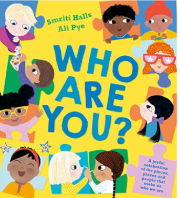 Smriti Halls
Ali Pye
WHO
ARE
YOU?
A joyful
celebration
of the pieces,
places and
people that
make us
who we are